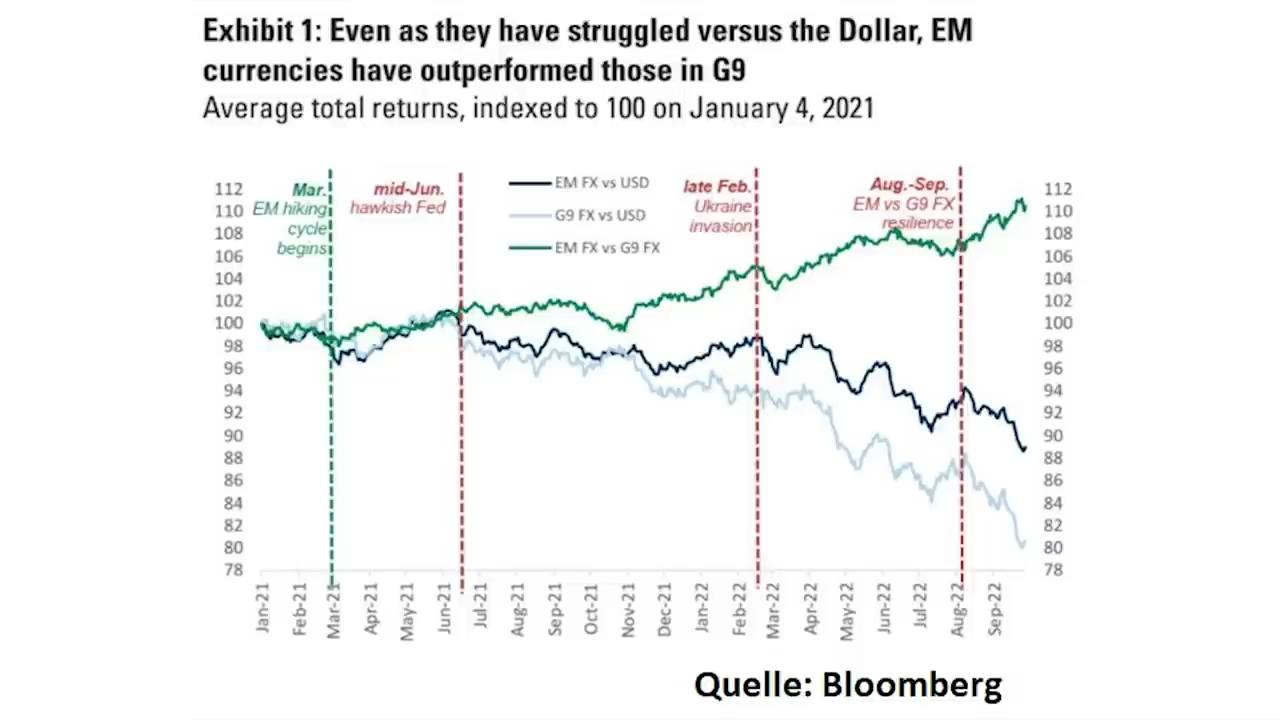 Exhibit 1: Even as they have struggled versus the Dollar, EM
currencies have outperformed those in G9
Average total returns, indexed to 100 on January 4, 2021
112
110
108
106
104
102
100
98
96
94
92
90
88
86
84
82
80
78
Mar.
EM hiking
cycle
begins
mid-Jun.
hawkish Fed
EM FX vs USD
G9 FX vs USD
EM FX vs G9 FX
late Feb.
Ukraine
invasion
Aug.-Sep.
EM vs G9 FX
resilience
112
110
108
106
104
102
100
98
96
94
92
90
88
86
84
82
80
78
Jan-21
Feb-21
Mar-21
Apr-21
May-21
Jun-21
Jul-21
Aug-21
Sep-21
Oct-21
Nov-21
Dec-21
Jan-22
Feb-22
Mar-22
Apr-22
May-22
Jun-22
Jul-22
Aug-22
Sep-22
Quelle: Bloomberg